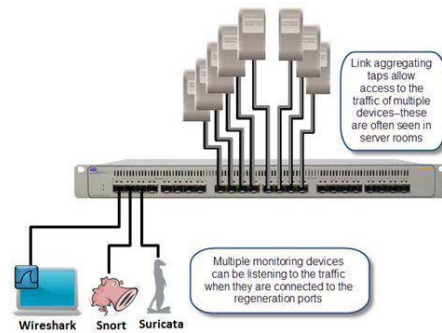 Link aggregating
taps allow
access to the
traffic of multiple
devices–these
are often seen in
server rooms
Multiple monitoring devices
can be listening to the traffic
when they are connected to the
regeneration ports
Wireshark Snort Suricata